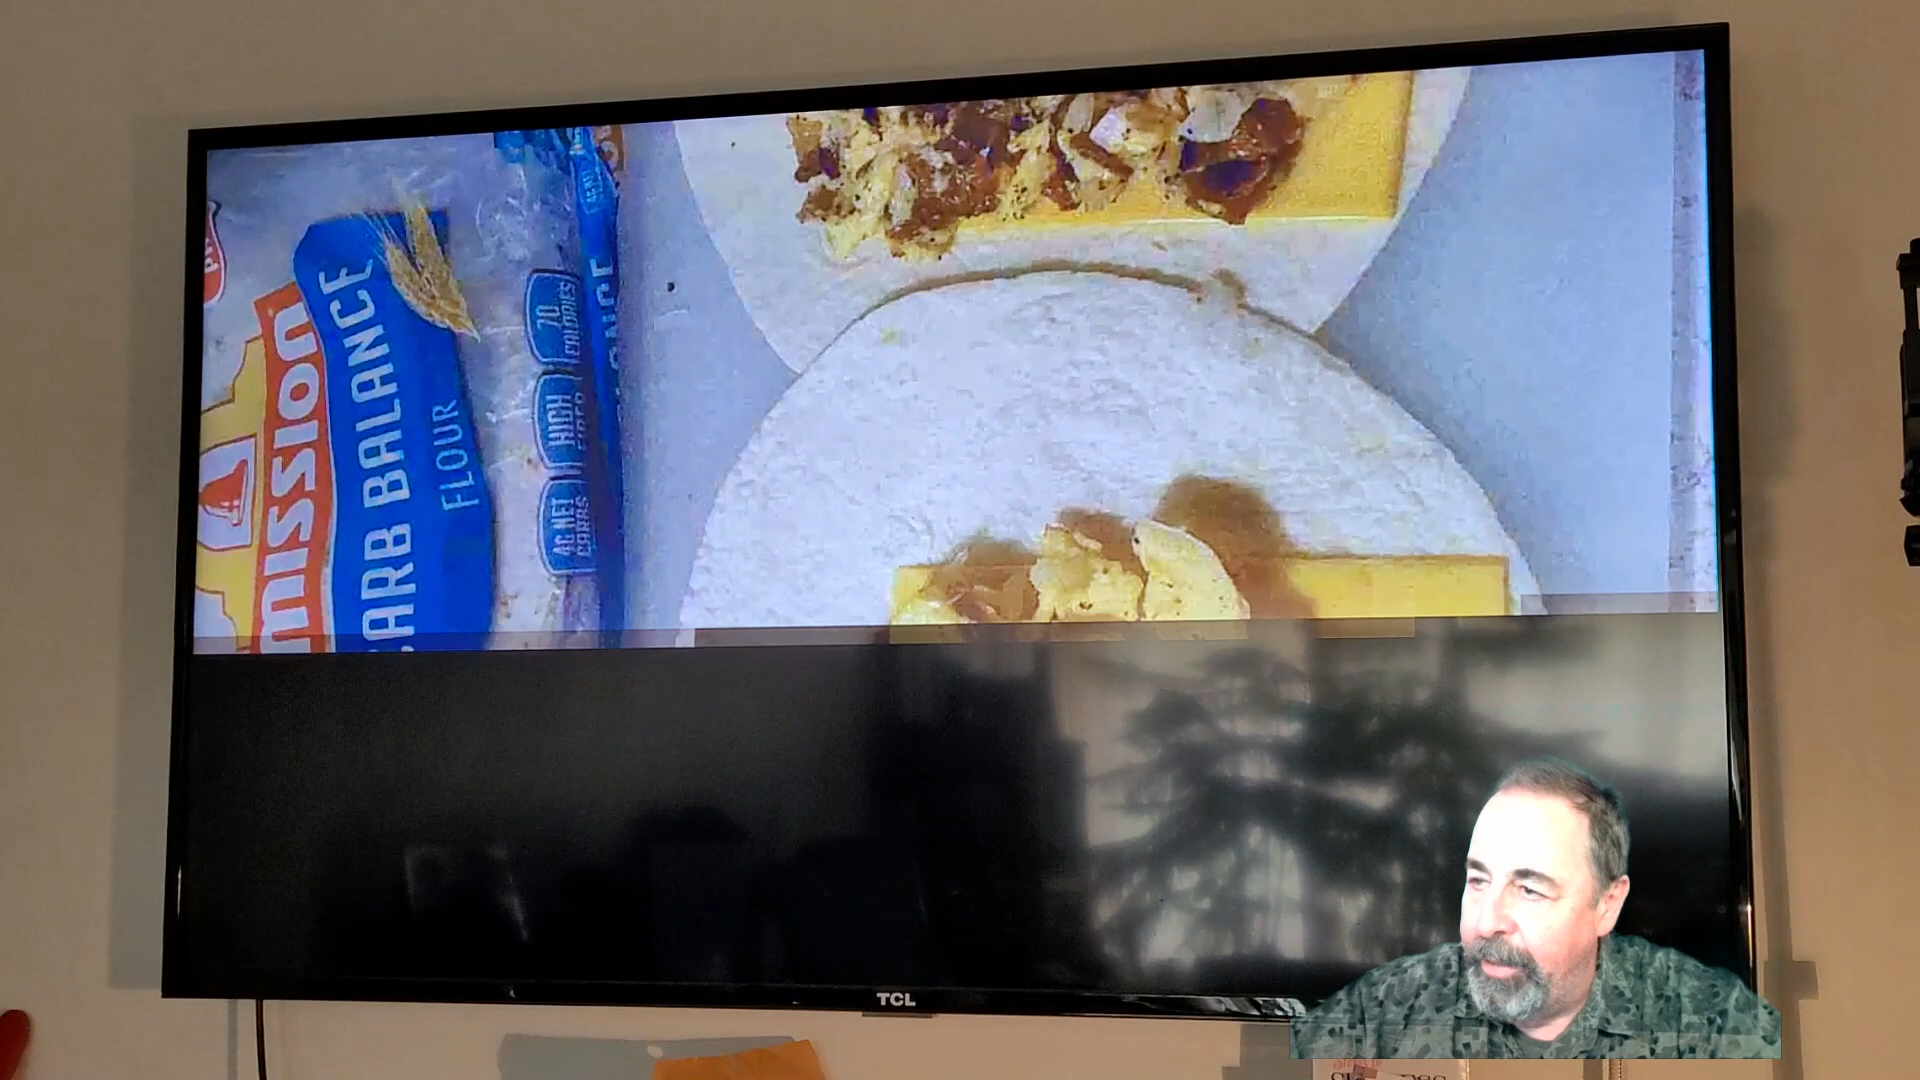 mission
CARB BALANCE
FLOUR
70
CALORIES
HIGH
FIBER
4G NET
CARBS
TCL